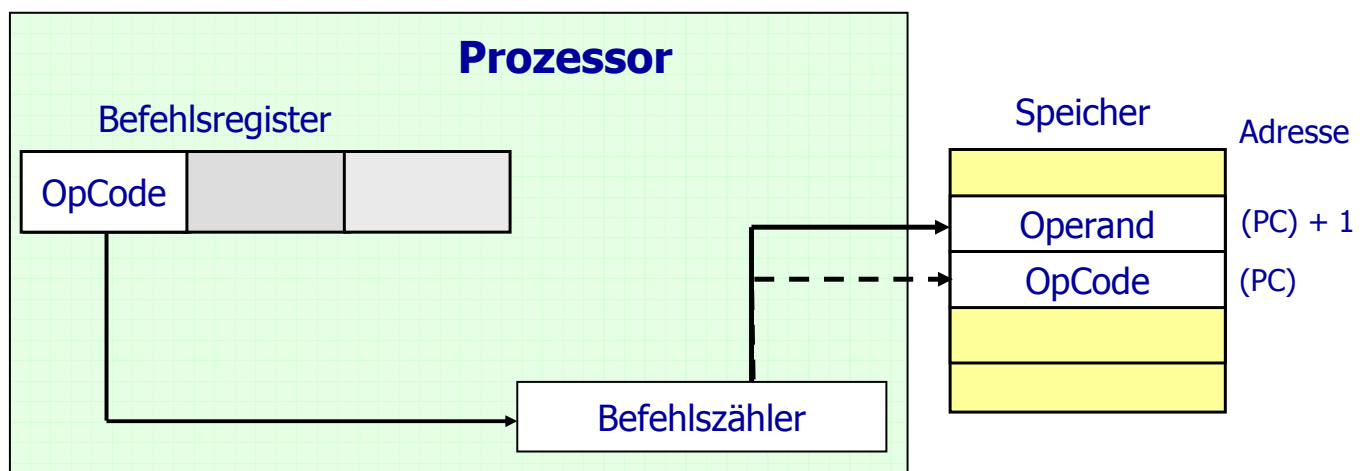 Prozessor
Befehlsregister
OpCode
Speicher
Adresse
Operand
(PC) + 1
OpCode
(PC)
Befehlszähler